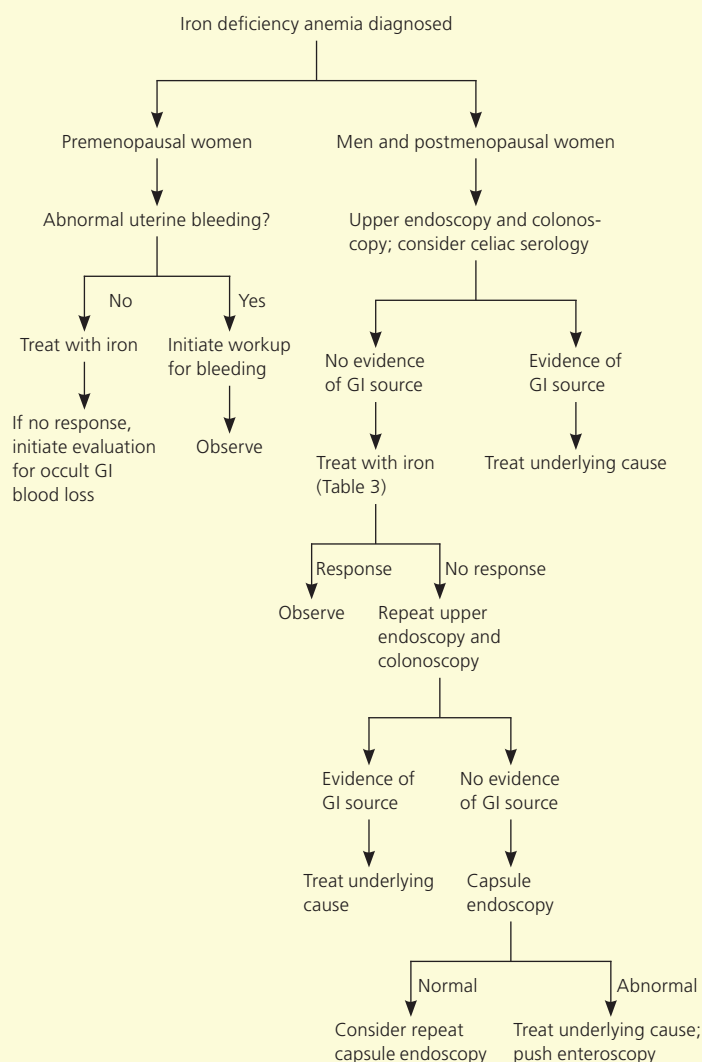 Iron deficiency anemia diagnosed
Premenopausal women
Men and postmenopausal women
Abnormal uterine bleeding?
Upper endoscopy and colonos-
copy; consider celiac serology
No
Yes
Treat with iron
Initiate workup
for bleeding
No evidence
of GI source
Evidence of
GI source
If no response,
initiate evaluation
for occult GI
blood loss
Observe
Treat with iron
(Table 3)
Treat underlying cause
Response
No response
Observe
Repeat upper
endoscopy and
colonoscopy
Evidence of
GI source
No evidence
of GI source
Treat underlying
cause
Capsule
endoscopy
Normal
Abnormal
Consider repeat
capsule endoscopy
Treat underlying cause;
push enteroscopy